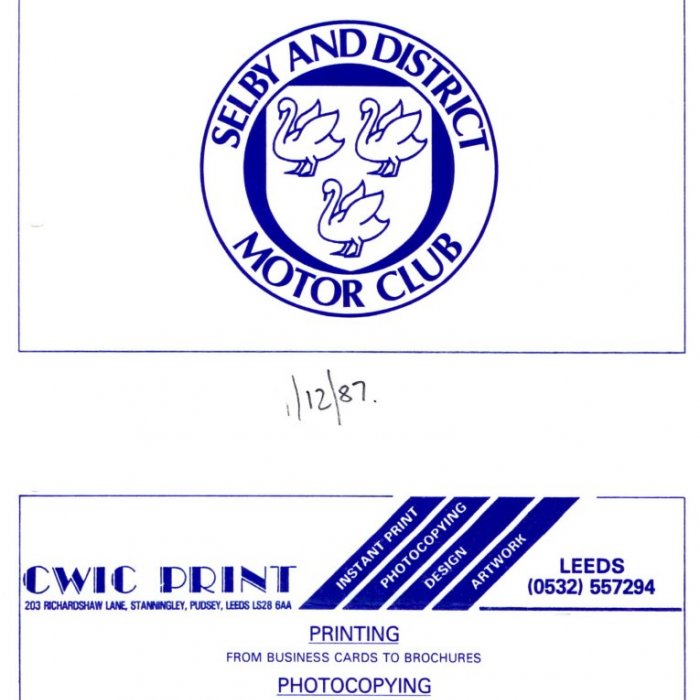 SELBY AND DISTRICT
MOTOR CLUB
1/12/87.
INSTANT PRINT
PHOTOCOPYING
DESIGN
ARTWORK
CWIC PRINT
203 RICHARDSHAW LANE, STANNINGLEY, PUDSEY, LEEDS LS28 6AA
LEEDS
(0532) 557294
PRINTING
FROM BUSINESS CARDS TO BROCHURES
PHOTOCOPYING